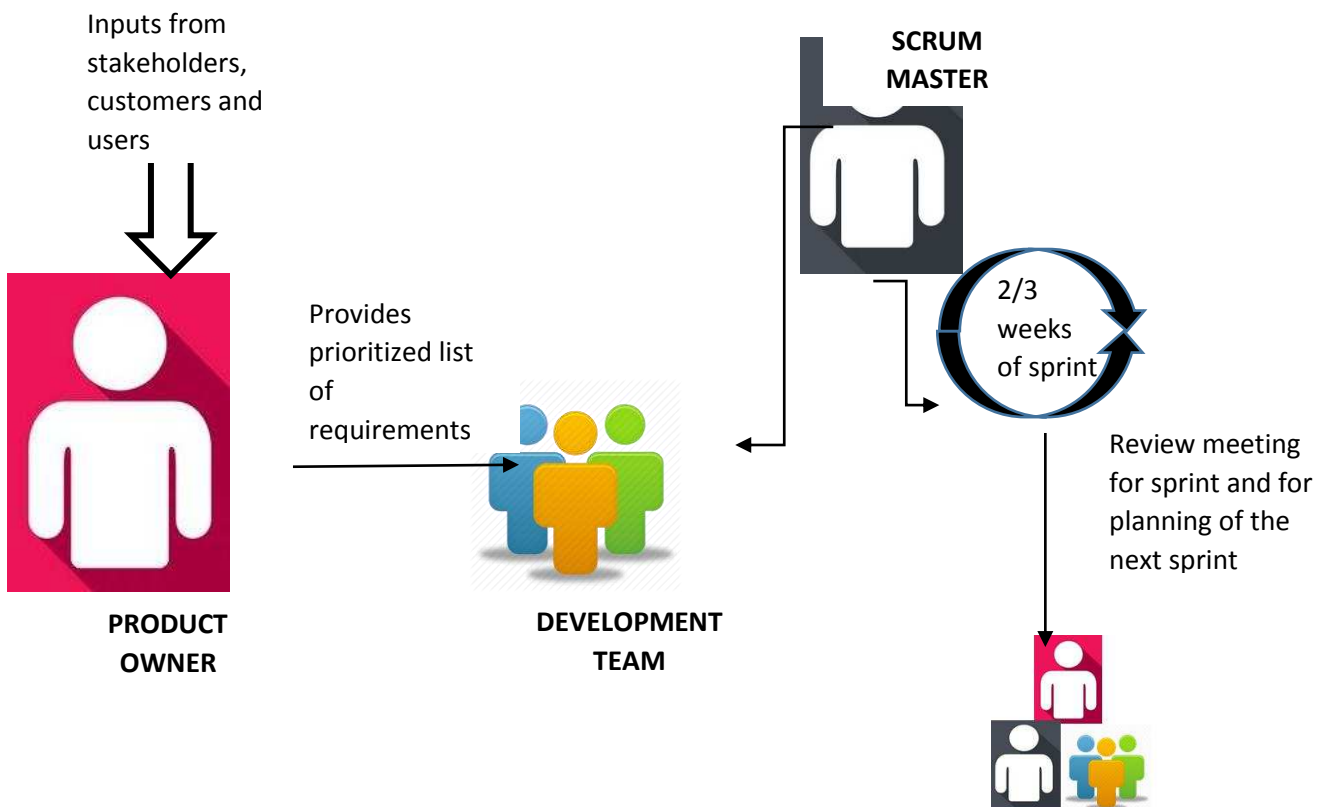 Inputs from
stakeholders,
customers and
users
SCRUM
MASTER
2/3
weeks
of sprint
Provides
prioritized list
of
requirements
Review meeting
for sprint and for
planning of the
next sprint
PRODUCT
OWNER
DEVELOPMENT
TEAM